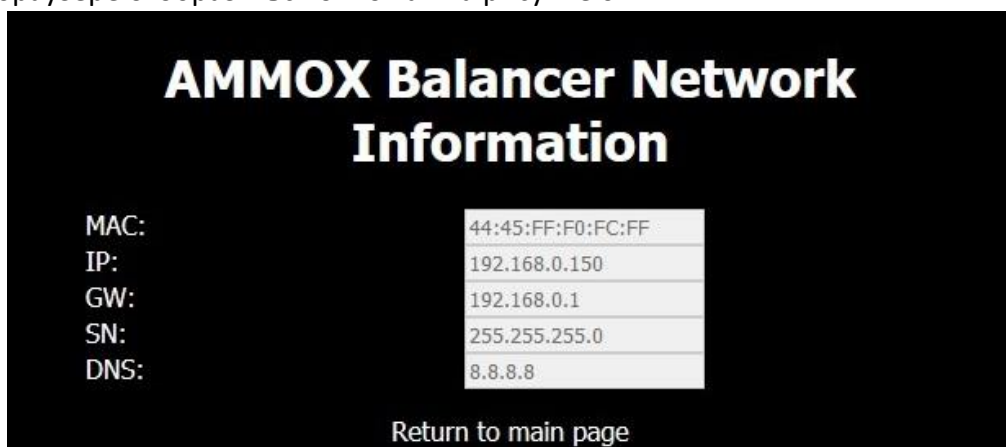 AMMOX Balancer Network
Information
MAC: 44:45:FF:F0:FC:FF
IP: 192.168.0.150
GW: 192.168.0.1
SN: 255.255.255.0
DNS: 8.8.8.8
Return to main page